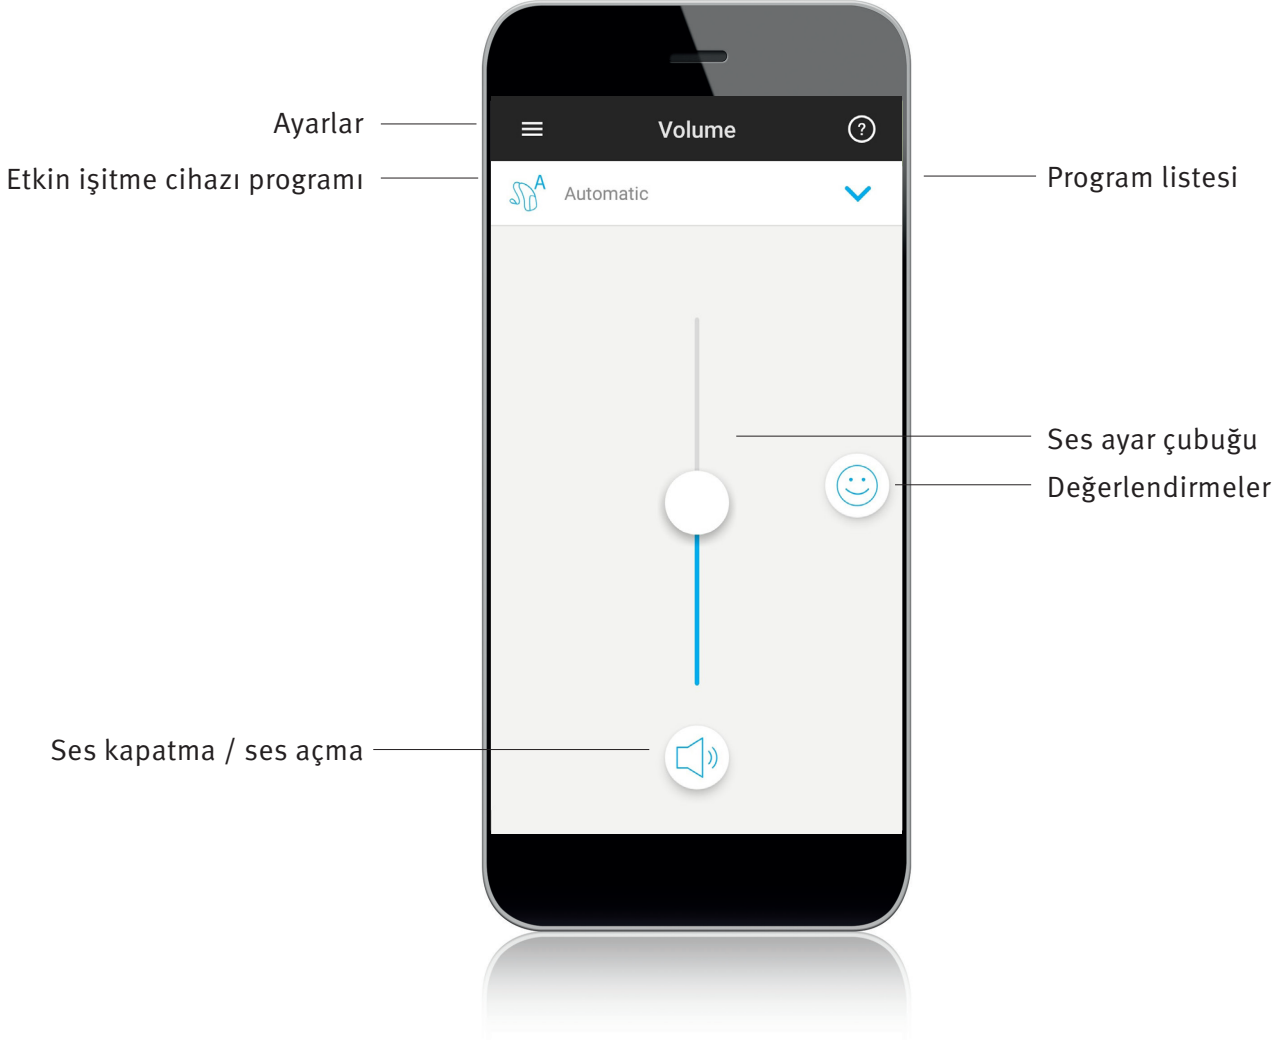 Ayarlar
Volume
?
Etkin işitme cihazı programı
A
Automatic
Program listesi
Ses ayar çubuğu
Değerlendirmeler
Ses kapatma / ses açma